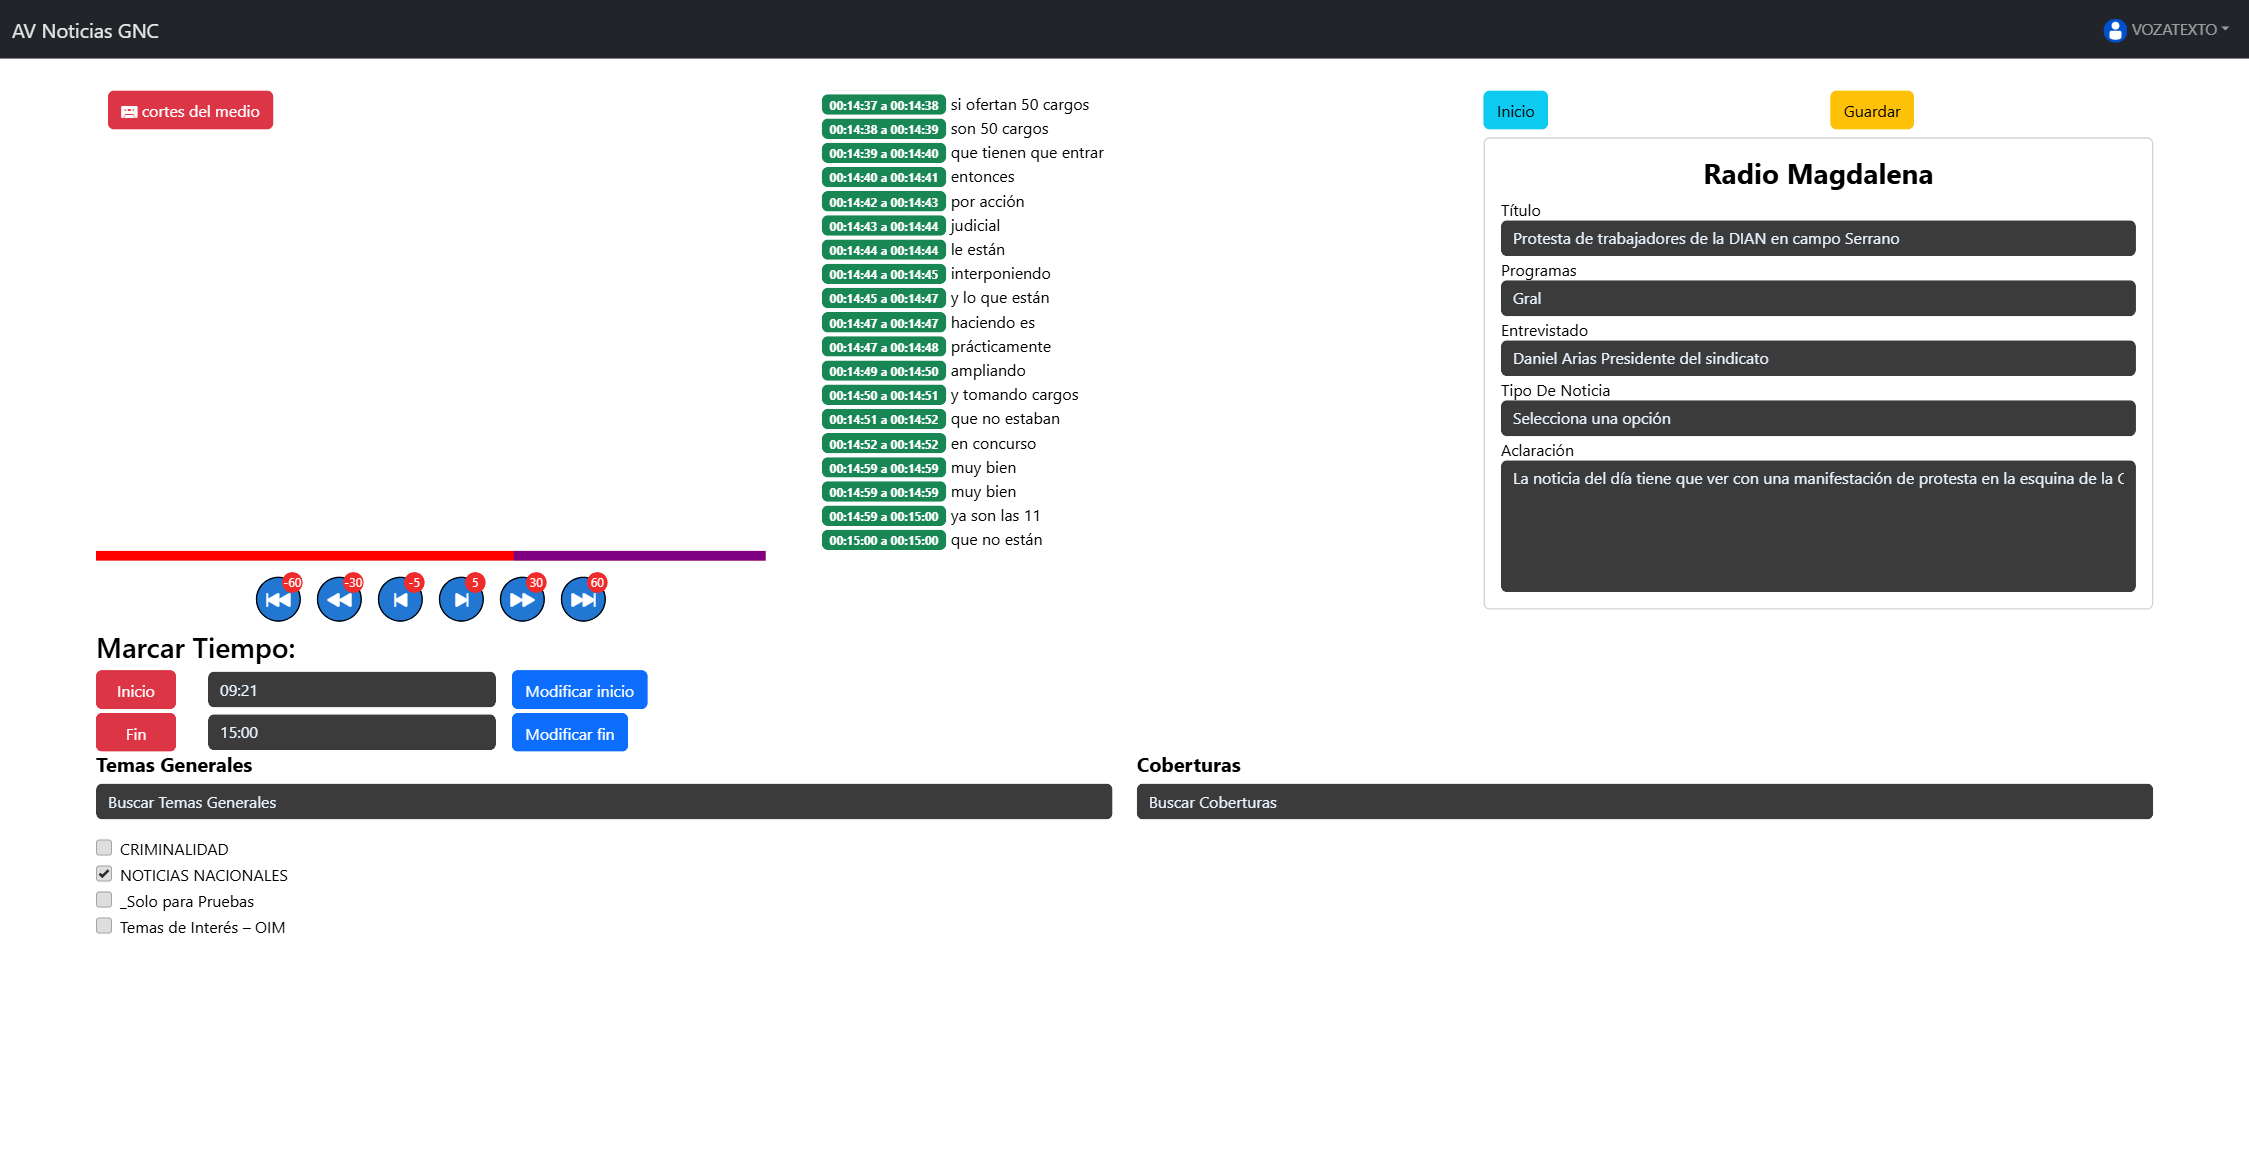 AV Noticias GNC
VOZATEXTO
cortes del medio
-60
-30
-5
5
30
60
Marcar Tiempo:
Inicio 09:21 Modificar inicio
Fin 15:00 Modificar fin
00:14:37 a 00:14:38 si ofertan 50 cargos
00:14:38 a 00:14:39 son 50 cargos
00:14:39 a 00:14:40 que tienen que entrar
00:14:40 a 00:14:41 entonces
00:14:42 a 00:14:43 por acción
00:14:43 a 00:14:44 judicial
00:14:44 a 00:14:44 le están
00:14:44 a 00:14:45 interponiendo
00:14:45 a 00:14:47 y lo que están
00:14:47 a 00:14:47 haciendo es
00:14:47 a 00:14:48 prácticamente
00:14:49 a 00:14:50 ampliando
00:14:50 a 00:14:51 y tomando cargos
00:14:51 a 00:14:52 que no estaban
00:14:52 a 00:14:52 en concurso
00:14:59 a 00:14:59 muy bien
00:14:59 a 00:14:59 muy bien
00:14:59 a 00:15:00 ya son las 11
00:15:00 a 00:15:00 que no están
Inicio
Guardar
Radio Magdalena
Título
Protesta de trabajadores de la DIAN en campo Serrano
Programas
Gral
Entrevistado
Daniel Arias Presidente del sindicato
Tipo De Noticia
Selecciona una opción
Aclaración
La noticia del día tiene que ver con una manifestación de protesta en la esquina de la
Temas Generales
Buscar Temas Generales
CRIMINALIDAD
NOTICIAS NACIONALES
_Solo para Pruebas
Temas de Interés – OIM
Coberturas
Buscar Coberturas